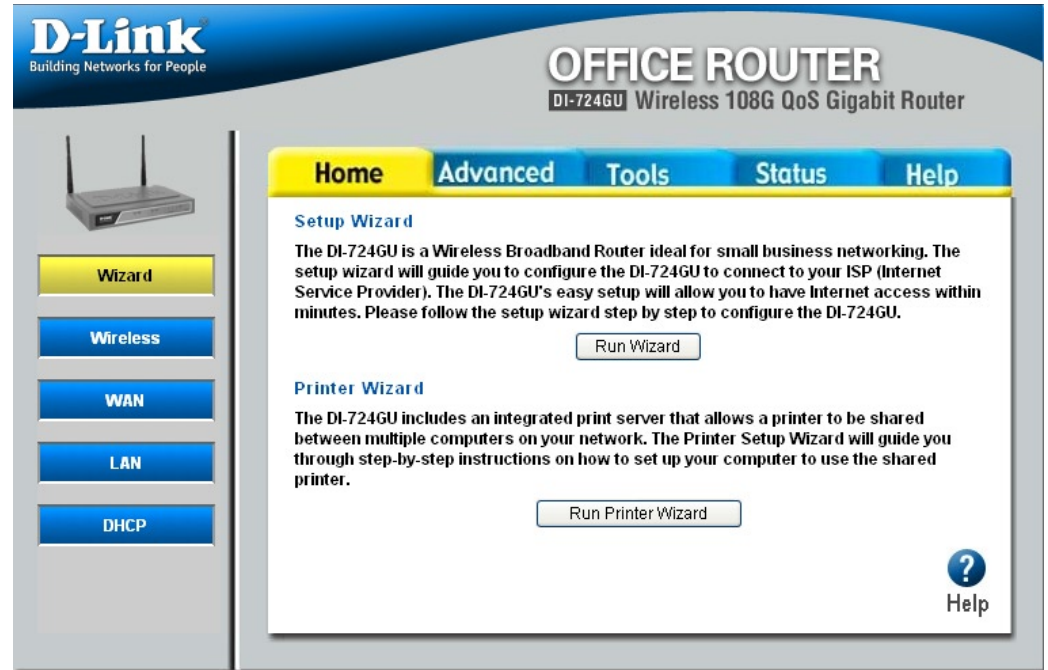 D-Link
Building Networks for People
OFFICE ROUTER
DI-724GU Wireless 108G QoS Gigabit Router
Home Advanced Tools Status Help
Wizard
Wireless
WAN
LAN
DHCP
Setup Wizard
The DI-724GU is a Wireless Broadband Router ideal for small business networking. The
setup wizard will guide you to configure the DI-724GU to connect to your ISP (Internet
Service Provider). The DI-724GU's easy setup will allow you to have Internet access within
minutes. Please follow the setup wizard step by step to configure the DI-724GU.
Run Wizard
Printer Wizard
The DI-724GU includes an integrated print server that allows a printer to be shared
between multiple computers on your network. The Printer Setup Wizard will guide you
through step-by-step instructions on how to set up your computer to use the shared
printer.
Run Printer Wizard
?
Help